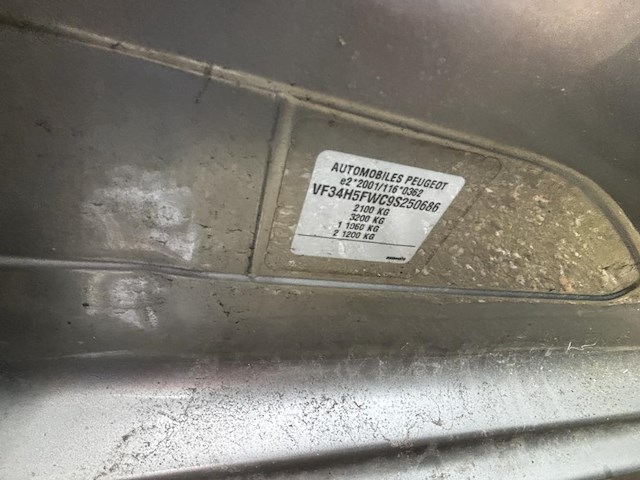 AUTOMOBILES PEUGEOT
e2*2001/116*0362
VF34H5FWC9S250686
2100 KG
3200 KG
1 1060 KG
2 1200 KG